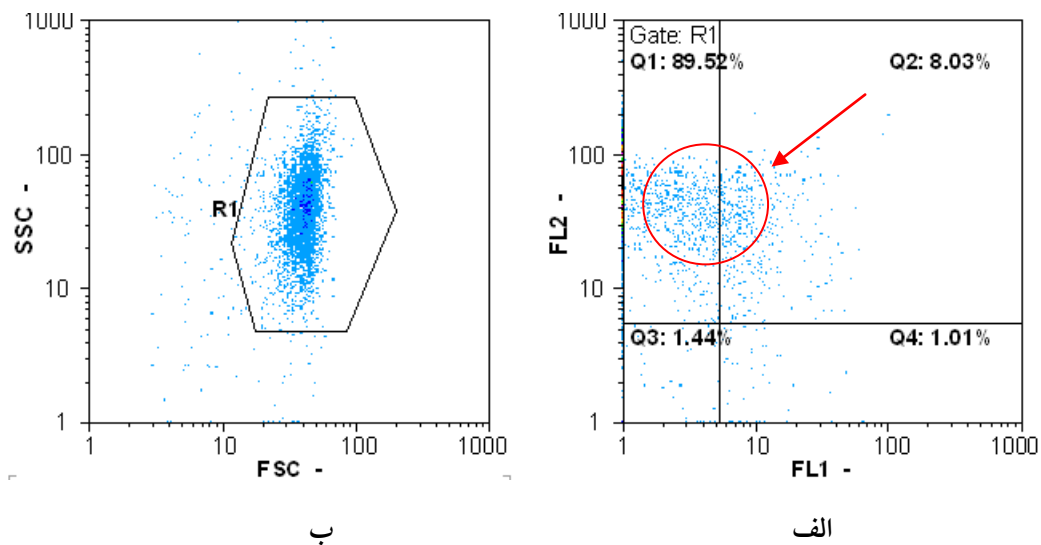 1000
100
10
1
SSC -
R1
1
10
100
1000
FSC -
1000
100
10
1
FL2 -
Gate: R1
Q1: 89.52%
Q2: 8.03%
Q3: 1.44%
Q4: 1.01%
1
10
100
1000
FL1 -
ب
الف